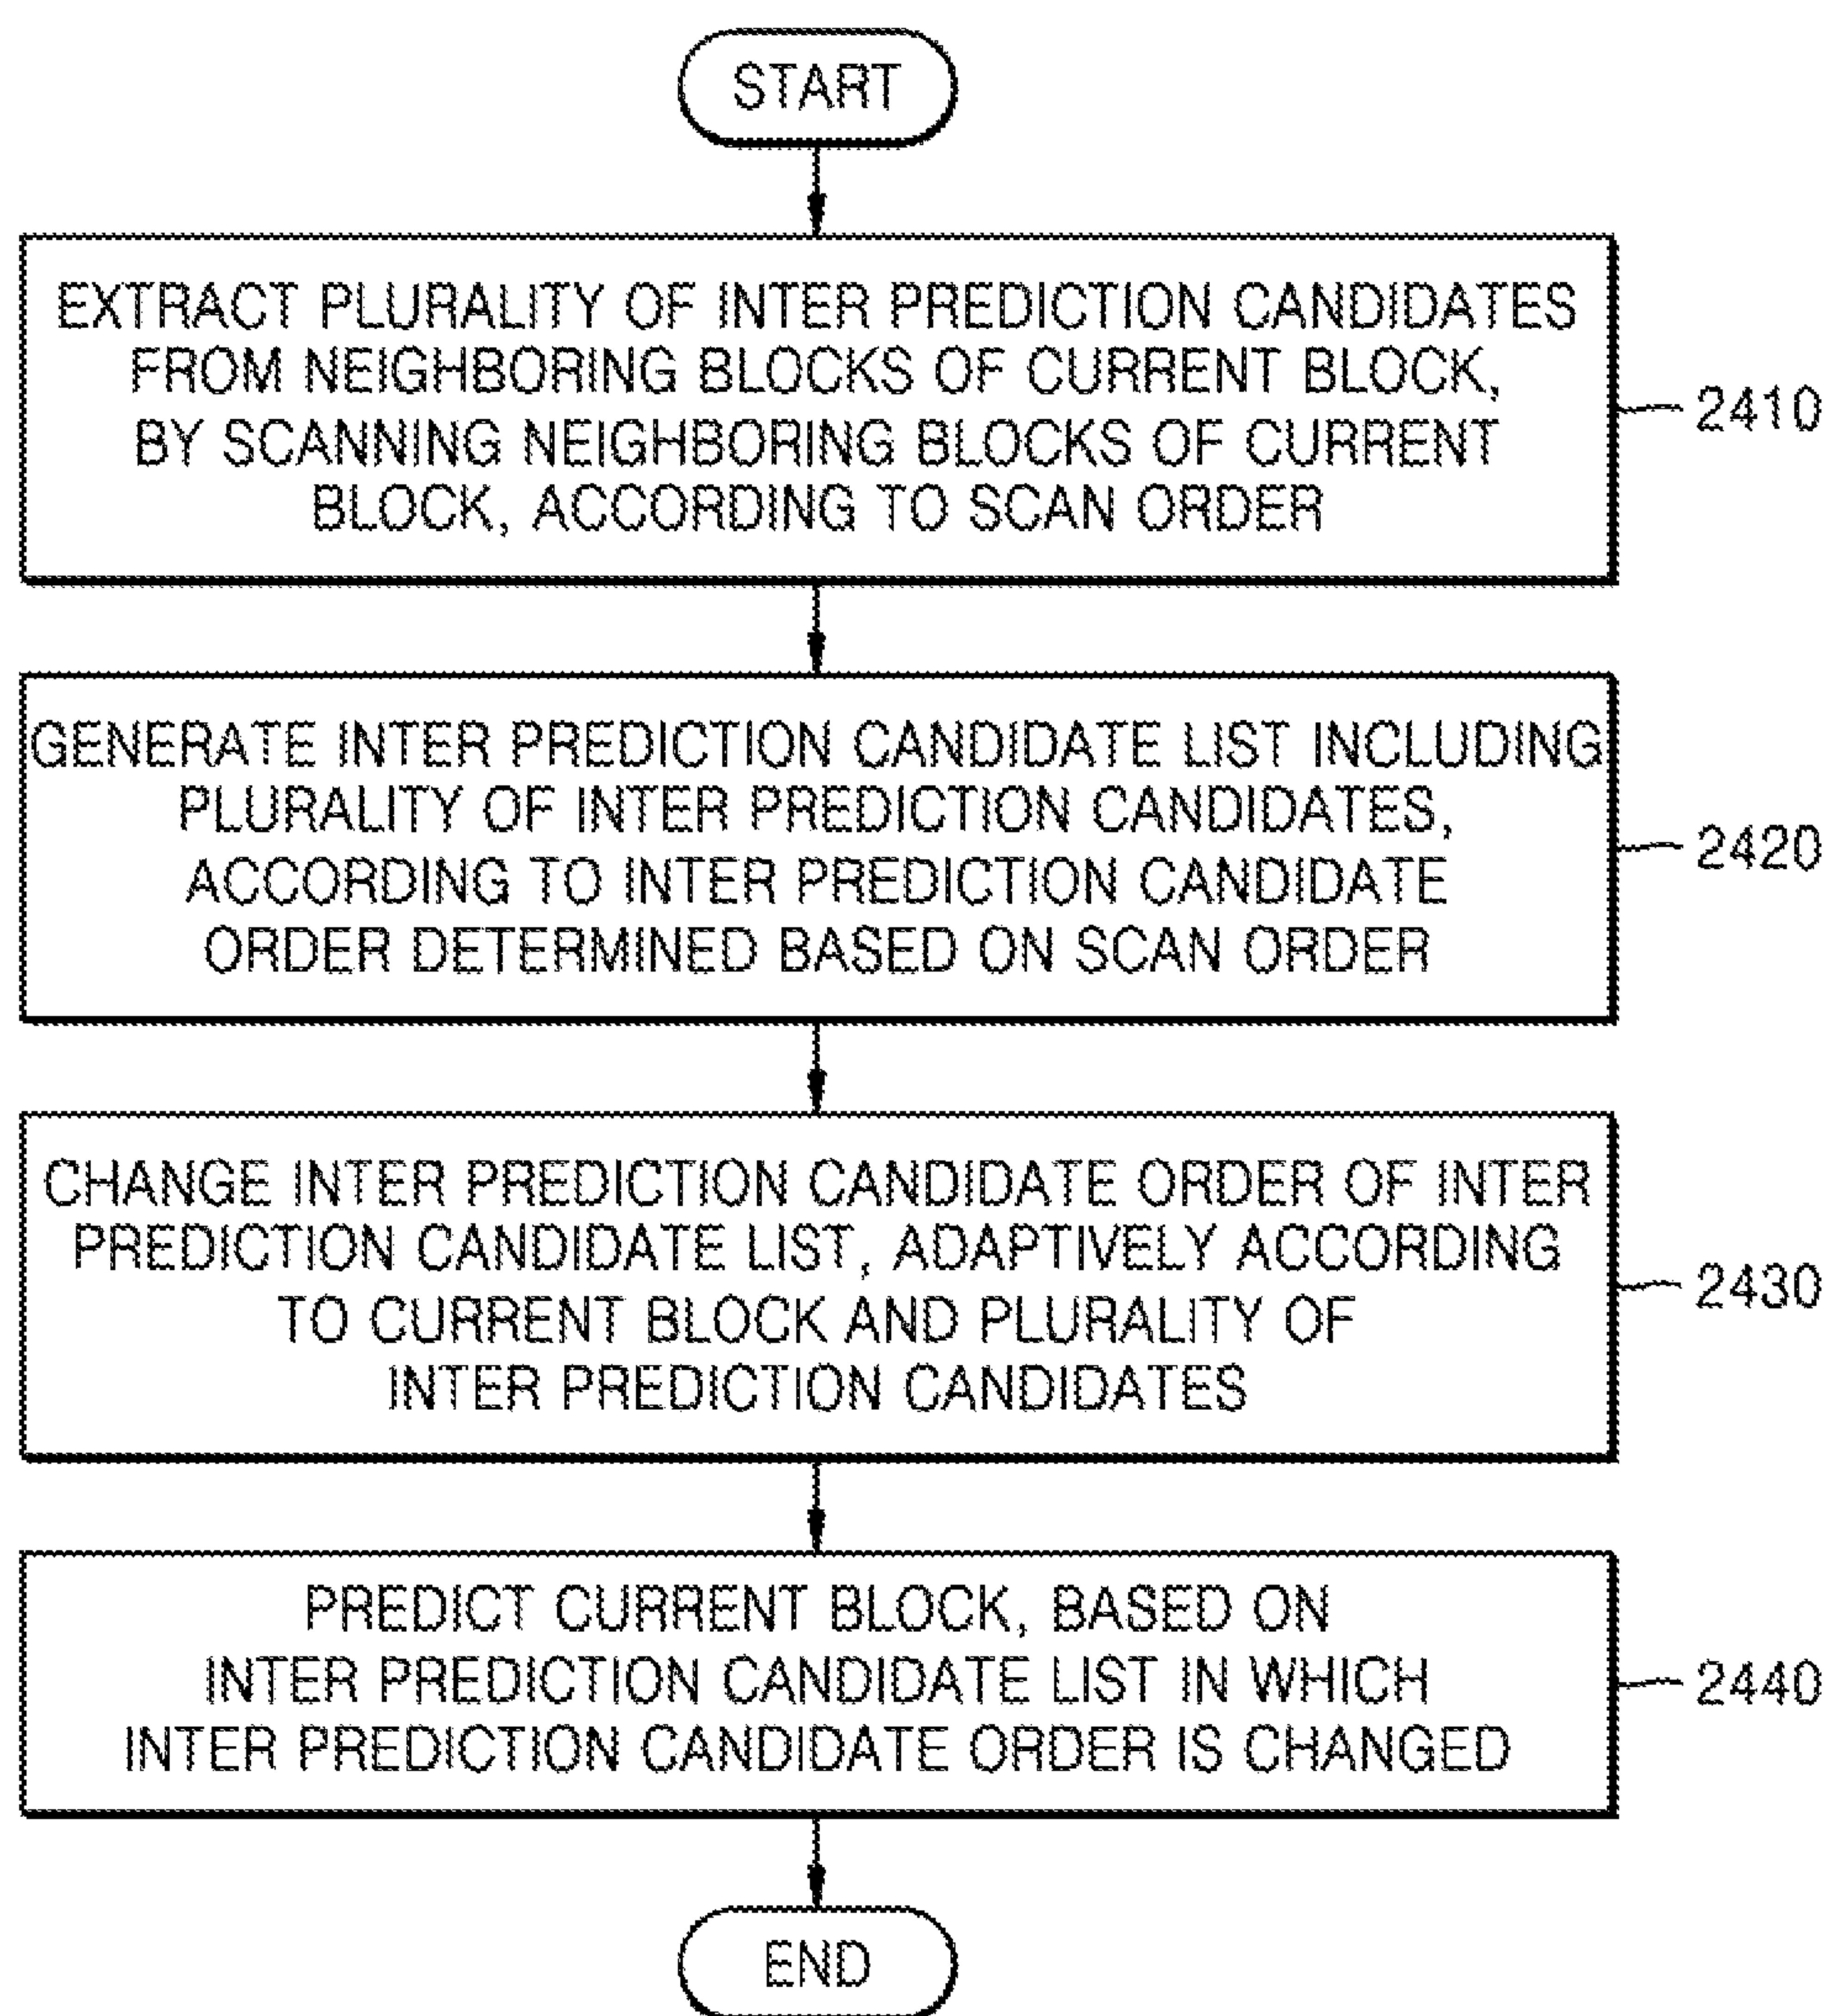 START
EXTRACT PLURALITY OF INTER PREDICTION CANDIDATES
FROM NEIGHBORING BLOCKS OF CURRENT BLOCK,
BY SCANNING NEIGHBORING BLOCKS OF CURRENT
BLOCK, ACCORDING TO SCAN ORDER
2410
GENERATE INTER PREDICTION CANDIDATE LIST INCLUDING
PLURALITY OF INTER PREDICTION CANDIDATES,
ACCORDING TO INTER PREDICTION CANDIDATE
ORDER DETERMINED BASED ON SCAN ORDER
2420
CHANGE INTER PREDICTION CANDIDATE ORDER OF INTER
PREDICTION CANDIDATE LIST, ADAPTIVELY ACCORDING
TO CURRENT BLOCK AND PLURALITY OF
INTER PREDICTION CANDIDATES
2430
PREDICT CURRENT BLOCK, BASED ON
INTER PREDICTION CANDIDATE LIST IN WHICH
INTER PREDICTION CANDIDATE ORDER IS CHANGED
2440
END